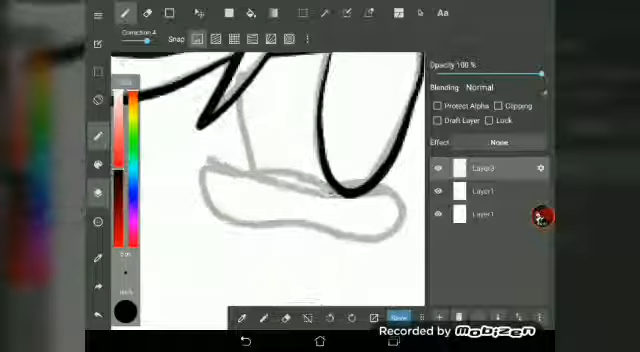 Aa
Correction 4
Snap
Opacity 100 %
Blending Normal
Protect Alpha Clipping
Draft Layer Lock
Effect None
Layer1
Layer1
Recorded by mobizen